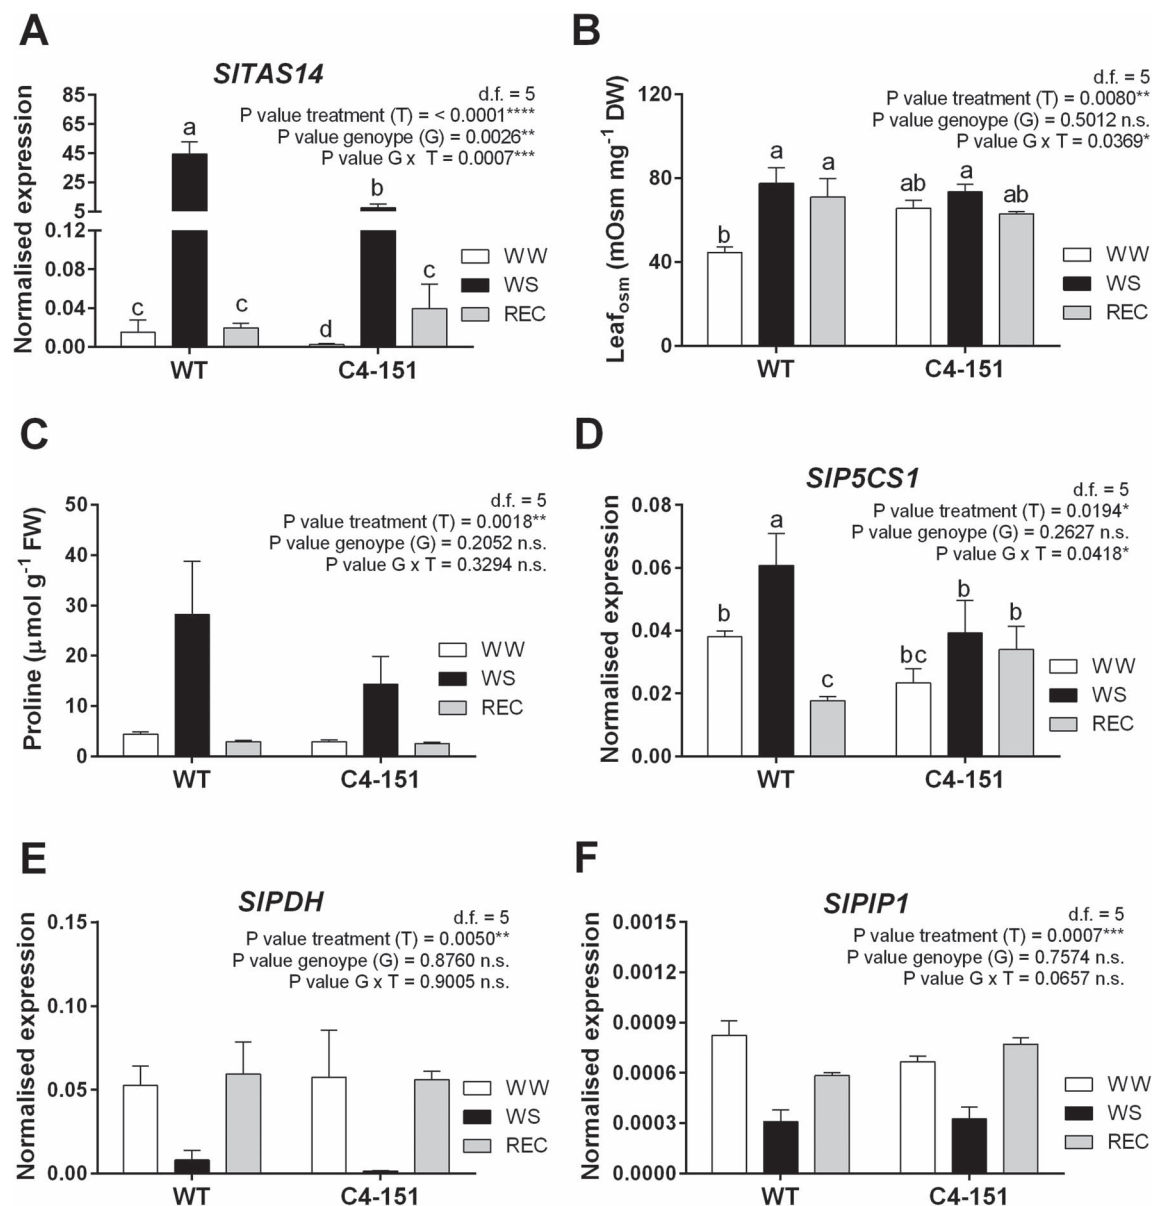 A
SlTAS14
d.f. = 5
P value treatment (T) = < 0.0001****
P value genoype (G) = 0.0026**
P value G x T = 0.0007***
Normalised expression
85
65
45
25
5
0.12
0.08
0.04
0.00
a
b
c
c
c
d
WW
WS
REC
WT
C4-151
B
d.f. = 5
P value treatment (T) = 0.0080**
P value genoype (G) = 0.5012 n.s.
P value G x T = 0.0369*
Leafosm (mOsm mg-1 DW)
120
80
40
0
b
a
a
ab
a
ab
WW
WS
REC
WT
C4-151
C
d.f. = 5
P value treatment (T) = 0.0018**
P value genoype (G) = 0.2052 n.s.
P value G x T = 0.3294 n.s.
Proline (µmol g-1 FW)
50
40
30
20
10
0
WW
WS
REC
WT
C4-151
D
SlP5CS1
d.f. = 5
P value treatment (T) = 0.0194*
P value genoype (G) = 0.2627 n.s.
P value G x T = 0.0418*
Normalised expression
0.08
0.06
0.04
0.02
0.00
b
a
c
bc
b
b
WW
WS
REC
WT
C4-151
E
SlPDH
d.f. = 5
P value treatment (T) = 0.0050**
P value genoype (G) = 0.8760 n.s.
P value G x T = 0.9005 n.s.
Normalised expression
0.15
0.10
0.05
0.00
WW
WS
REC
WT
C4-151
F
SlPIP1
d.f. = 5
P value treatment (T) = 0.0007***
P value genoype (G) = 0.7574 n.s.
P value G x T = 0.0657 n.s.
Normalised expression
0.0015
0.0012
0.0009
0.0006
0.0003
0.0000
WW
WS
REC
WT
C4-151